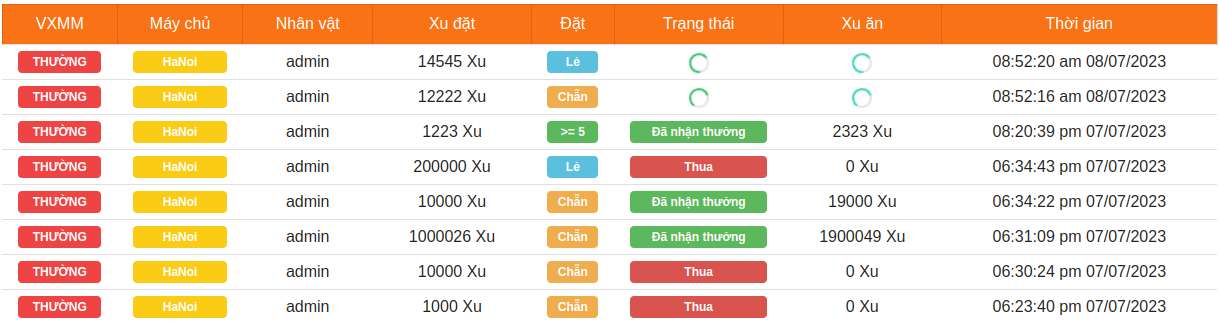 VXMM Máy chủ Nhân vật Xu đặt Đặt Trạng thái Xu ăn Thời gian
THƯỜNG HaNoi admin 14545 Xu Lẻ 08:52:20 am 08/07/2023
THƯỜNG HaNoi admin 12222 Xu Chẵn 08:52:16 am 08/07/2023
THƯỜNG HaNoi admin 1223 Xu >= 5 Đã nhận thưởng 2323 Xu 08:20:39 pm 07/07/2023
THƯỜNG HaNoi admin 200000 Xu Lẻ Thua 0 Xu 06:34:43 pm 07/07/2023
THƯỜNG HaNoi admin 10000 Xu Chẵn Đã nhận thưởng 19000 Xu 06:34:22 pm 07/07/2023
THƯỜNG HaNoi admin 1000026 Xu Chẵn Đã nhận thưởng 1900049 Xu 06:31:09 pm 07/07/2023
THƯỜNG HaNoi admin 10000 Xu Chẵn Thua 0 Xu 06:30:24 pm 07/07/2023
THƯỜNG HaNoi admin 1000 Xu Chẵn Thua 0 Xu 06:23:40 pm 07/07/2023